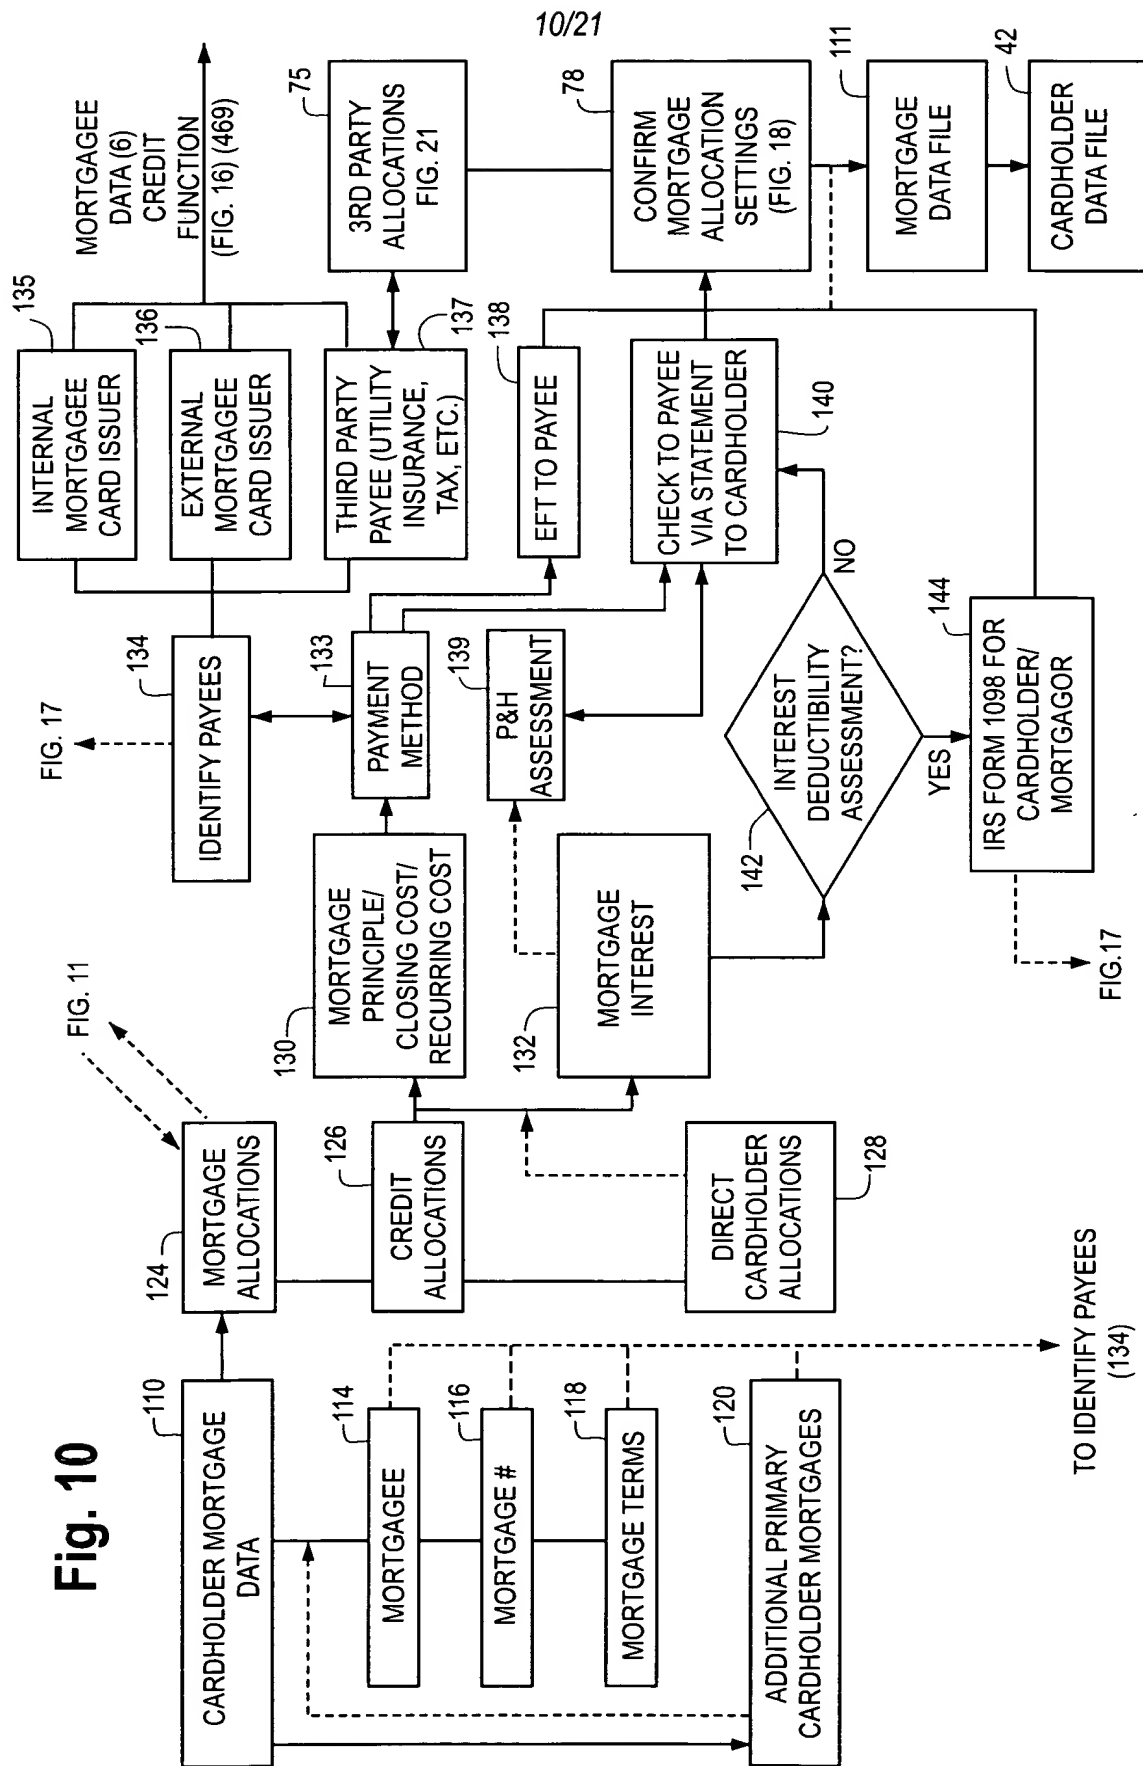 10/21
Fig. 10
110
CARDHOLDER MORTGAGE
DATA
114
MORTGAGEE
116
MORTGAGE #
118
MORTGAGE TERMS
120
ADDITIONAL PRIMARY
CARDHOLDER MORTGAGES
TO IDENTIFY PAYEES
(134)
FIG. 11
124
MORTGAGE
ALLOCATIONS
126
CREDIT
ALLOCATIONS
DIRECT
CARDHOLDER
ALLOCATIONS
128
130
MORTGAGE
PRINCIPLE/
CLOSING COST/
RECURRING COST
132
MORTGAGE
INTEREST
FIG. 17
134
IDENTIFY PAYEES
133
PAYMENT
METHOD
139
P&H
ASSESSMENT
142
INTEREST
DEDUCTIBILITY
ASSESSMENT?
NO
YES
144
IRS FORM 1098 FOR
CARDHOLDER/
MORTGAGOR
FIG.17
135
INTERNAL
MORTGAGEE
CARD ISSUER
136
EXTERNAL
MORTGAGEE
CARD ISSUER
137
THIRD PARTY
PAYEE (UTILITY
INSURANCE,
TAX, ETC.)
138
EFT TO PAYEE
CHECK TO PAYEE
VIA STATEMENT
TO CARDHOLDER
140
MORTGAGEE
DATA (6)
CREDIT
FUNCTION
(FIG. 16) (469)
75
3RD PARTY
ALLOCATIONS
FIG. 21
78
CONFIRM
MORTGAGE
ALLOCATION
SETTINGS
(FIG. 18)
111
MORTGAGE
DATA FILE
42
CARDHOLDER
DATA FILE